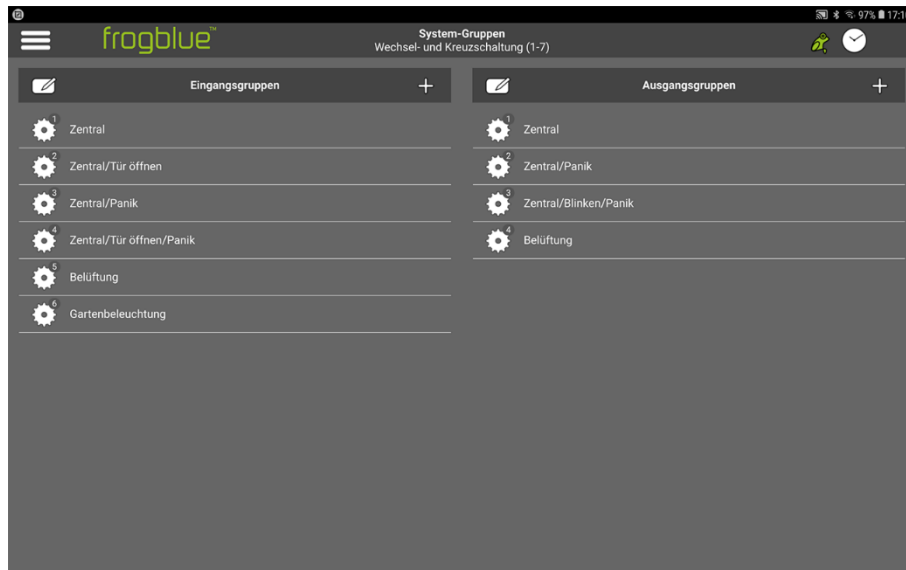 97% 17:1
frogblue™
System-Gruppen
Wechsel- und Kreuzschaltung (1-7)
Eingangsgruppen
Ausgangsgruppen
1
Zentral
2
Zentral/Tür öffnen
3
Zentral/Panik
4
Zentral/Tür öffnen/Panik
5
Belüftung
6
Gartenbeleuchtung
1
Zentral
2
Zentral/Panik
3
Zentral/Blinken/Panik
4
Belüftung